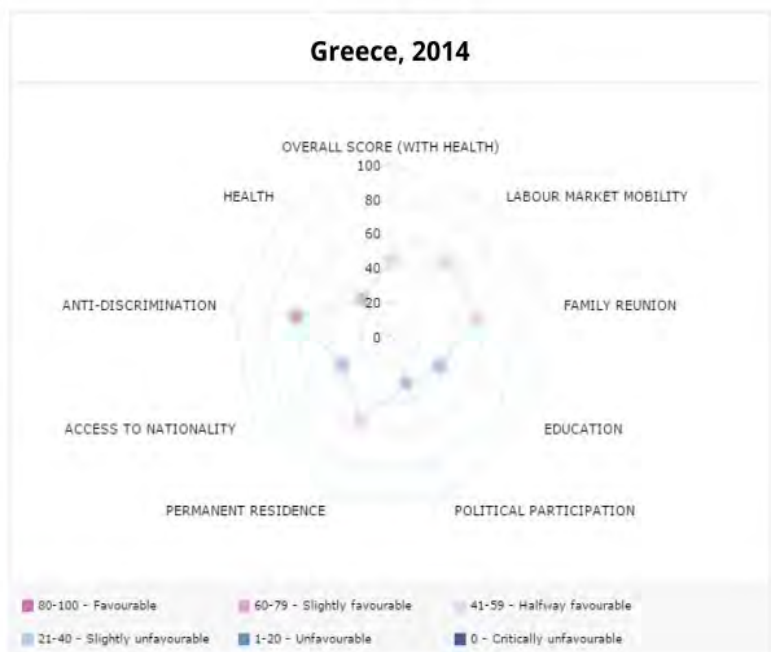 Greece, 2014
OVERALL SCORE (WITH HEALTH)
100
HEALTH
LABOUR MARKET MOBILITY
80
60
40
ANTI-DISCRIMINATION
FAMILY REUNION
20
0
ACCESS TO NATIONALITY
EDUCATION
PERMANENT RESIDENCE
POLITICAL PARTICIPATION
80-100 - Favourable
60-79 - Slightly favourable
41-59 - Halfway favourable
21-40 - Slightly unfavourable
1-20 - Unfavourable
0 - Critically unfavourable